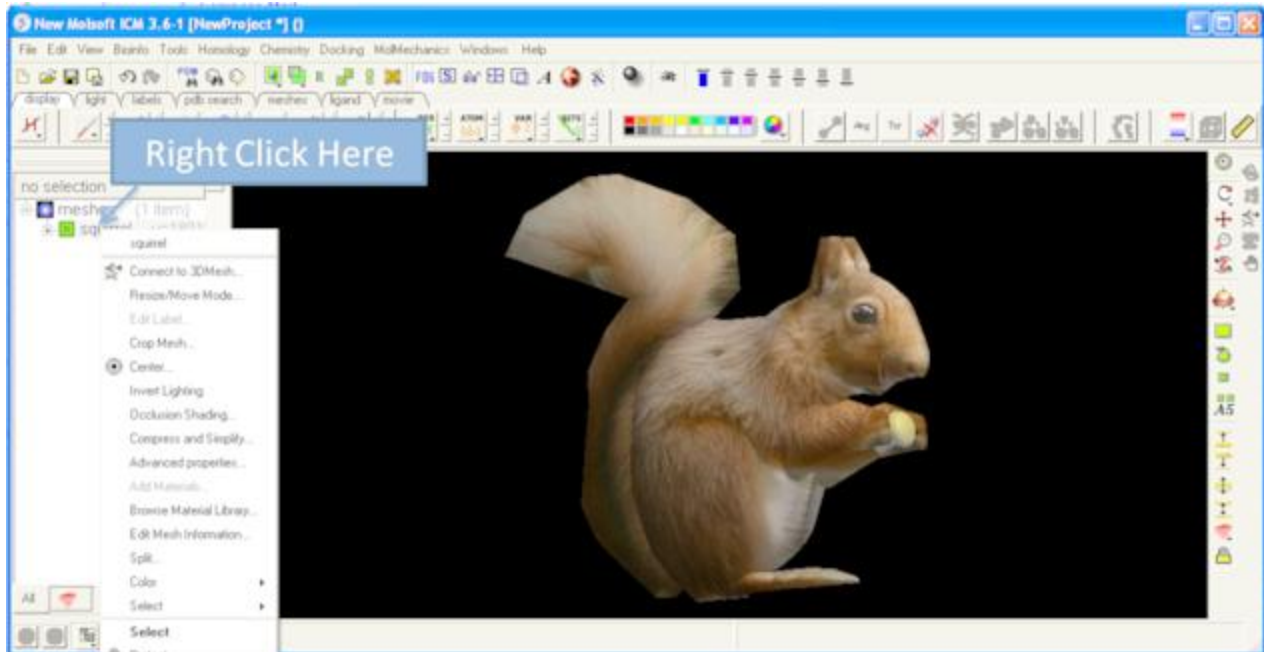 New Molsoft ICM 3.6-1 [NewProject *] ()
File Edit View Bioinfo Tools Homology Chemistry Docking MolMechanics Windows Help
display light labels pdb search meshes ligand movie
Right Click Here
no selection
meshes (1 item)
squirrel
Connect to 3DMesh...
Resize/Move Mode...
Edit Label...
Crop Mesh...
Center...
Invert Lighting
Occlusion Shading...
Compress and Simplify...
Advanced properties...
Add Materials...
Browse Material Library...
Edit Mesh Information...
Split...
Color
Select
All
Select